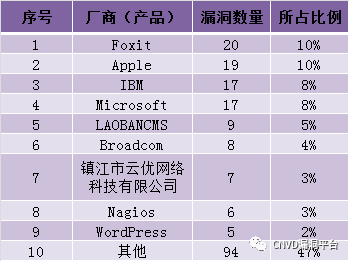 序号 厂商（产品） 漏洞数量 所占比例
1 Foxit 20 10%
2 Apple 19 10%
3 IBM 17 8%
4 Microsoft 17 8%
5 LAOBANCMS 9 5%
6 Broadcom 8 4%
7 镇江市云优网络科技有限公司 7 3%
8 Nagios 6 3%
9 WordPress 5 2%
10 其他 94 47%
CNVD漏洞平台